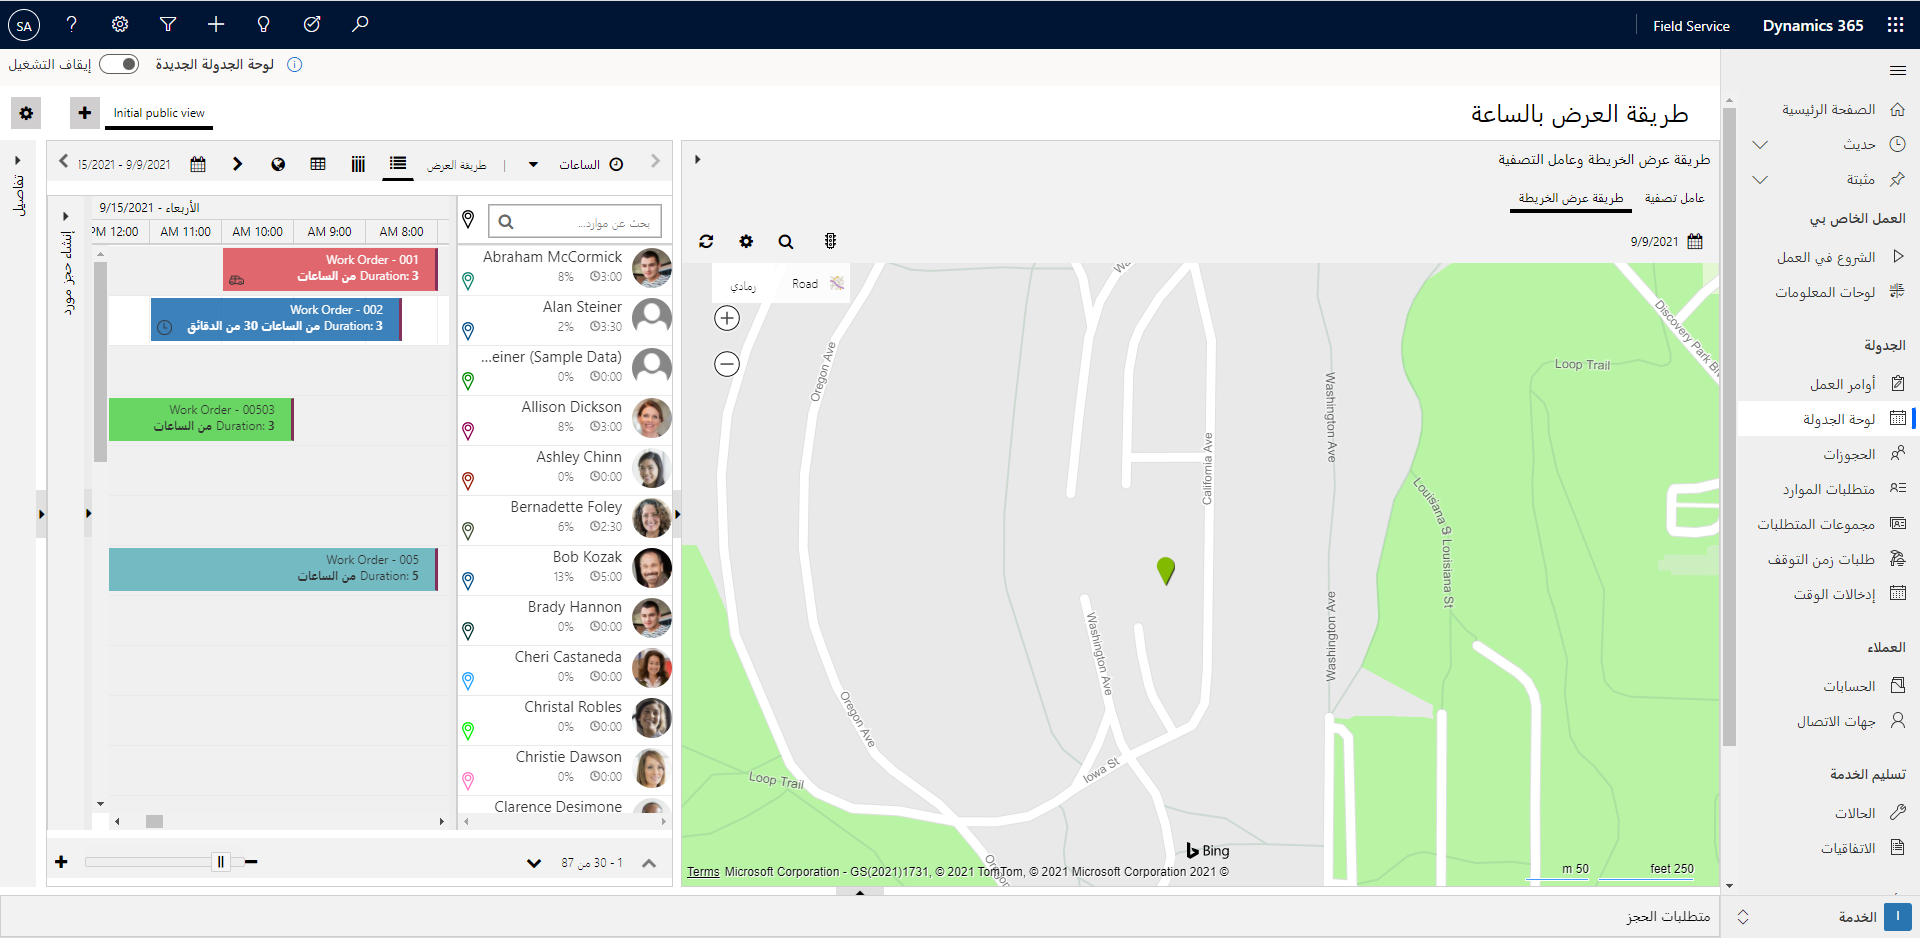 SA
Field Service
Dynamics 365
إيقاف التشغيل
لوحة الجدولة الجديدة
Initial public view
طريقة العرض بالساعة
الصفحة الرئيسية
حديث
مثبتة
العمل الخاص بي
الشروع في العمل
لوحات المعلومات
الجدولة
أوامر العمل
لوحة الجدولة
الحجوزات
متطلبات الموارد
مجموعات المتطلبات
طلبات زمن التوقف
إدخالات الوقت
العملاء
الحسابات
جهات الاتصال
تسليم الخدمة
الحالات
الاتفاقيات
الخدمة
طريقة عرض الخريطة وعامل التصفية
عامل تصفية
طريقة عرض الخريطة
9/9/2021
رمادي
Road
Oregon Ave
Washington Ave
California Ave
Louisiana S
Louisiana St
Loop Trail
Washington Ave
Washington Ave
Oregon Ave
Iowa St
Loop Trail
Bing
Terms Microsoft Corporation - GS(2021)1731, © 2021 TomTom, © 2021 Microsoft Corporation 2021 ©
m 50
feet 250
الساعات
| طريقة العرض
15/2021 - 9/9/2021
تفاصيل
إنشاء حجز مورد
الأربعاء - 9/15/2021
PM 12:00
AM 11:00
AM 10:00
AM 9:00
AM 8:00
بحث عن موارد...
Work Order - 001
Duration: 3 من الساعات
Work Order - 002
Duration: 3 من الساعات 30 من الدقائق
Work Order - 00503
Duration: 3 من الساعات
Work Order - 005
Duration: 5 من الساعات
Abraham McCormick
8% 3:00
Alan Steiner
2% 3:30
...einer (Sample Data)
0% 0:00
Allison Dickson
8% 3:00
Ashley Chinn
0% 0:00
Bernadette Foley
6% 2:30
Bob Kozak
13% 5:00
Brady Hannon
0% 0:00
Cheri Castaneda
0% 0:00
Christal Robles
0% 0:00
Christie Dawson
0% 0:00
Clarence Desimone
1 - 30 من 87
متطلبات الحجز